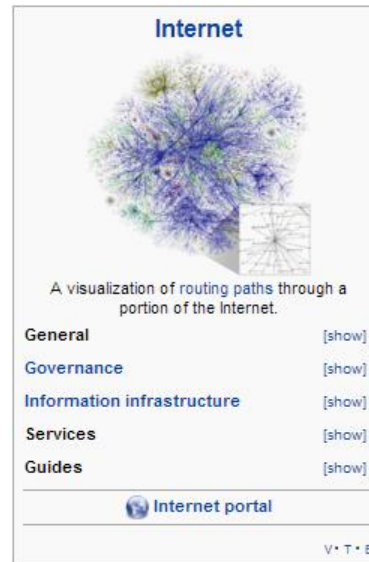 Internet
A visualization of routing paths through a
portion of the Internet.
General [show]
Governance [show]
Information infrastructure [show]
Services [show]
Guides [show]
Internet portal
V • T • E